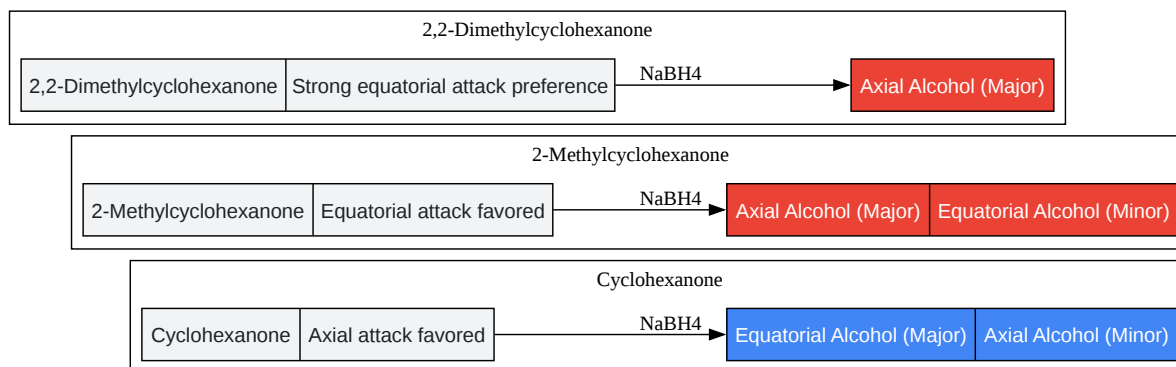 2,2-Dimethylcyclohexanone
2,2-Dimethylcyclohexanone Strong equatorial attack preference NaBH4 Axial Alcohol (Major)
2-Methylcyclohexanone
2-Methylcyclohexanone Equatorial attack favored NaBH4 Axial Alcohol (Major) Equatorial Alcohol (Minor)
Cyclohexanone
Cyclohexanone Axial attack favored NaBH4 Equatorial Alcohol (Major) Axial Alcohol (Minor)